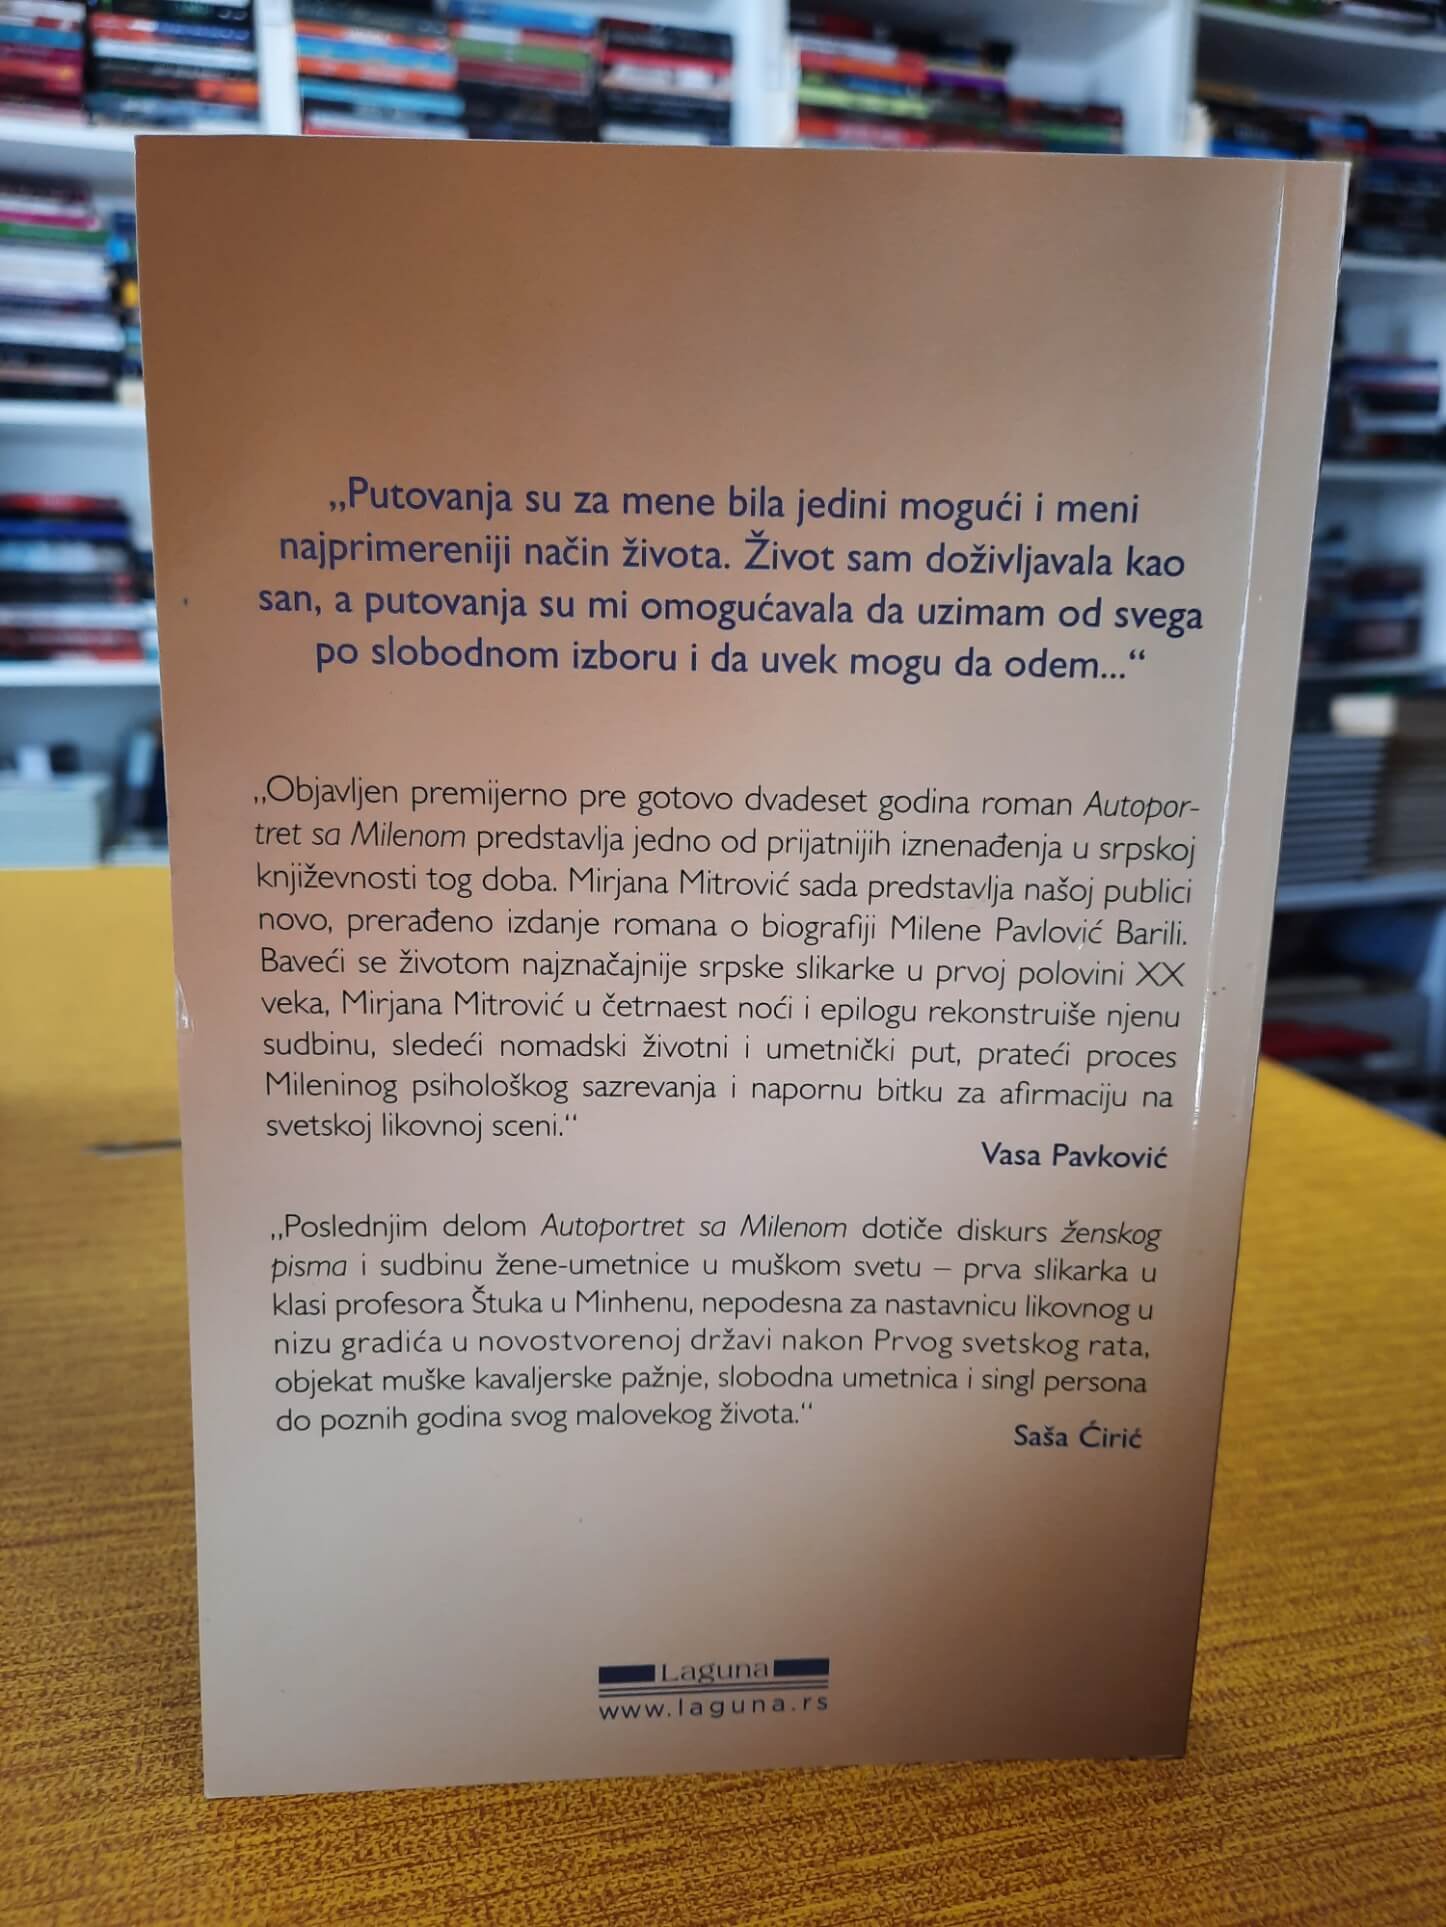 „Putovanja su za mene bila jedini mogući i meni
najprimereniji način života. Život sam doživljavala kao
san, a putovanja su mi omogućavala da uzimam od svega
po slobodnom izboru i da uvek mogu da odem...“
„Objavljen premijerno pre gotovo dvadeset godina roman Autopor-
tret sa Milenom predstavlja jedno od prijatnijih iznenađenja u srpskoj
književnosti tog doba. Mirjana Mitrović sada predstavlja našoj publici
novo, prerađeno izdanje romana o biografiji Milene Pavlović Barili.
Baveći se životom najznačajnije srpske slikarke u prvoj polovini XX
veka, Mirjana Mitrović u četrnaest noći i epilogu rekonstruiše njenu
sudbinu, sledeći nomadski životni i umetnički put, prateći proces
Mileninog psihološkog sazrevanja i napornu bitku za afirmaciju na
svetskoj likovnoj sceni.“
Vasa Pavković
„Poslednjim delom Autoportret sa Milenom dotiče diskurs ženskog
pisma i sudbinu žene-umetnice u muškom svetu – prva slikarka u
klasi profesora Štuka u Minhenu, nepodesna za nastavnicu likovnog u
nizu gradića u novostvorenoj državi nakon Prvog svetskog rata,
objekat muške kavaljerske pažnje, slobodna umetnica i singl persona
do poznih godina svog malovekog života.“
Saša Ćirić
Laguna
www.laguna.rs